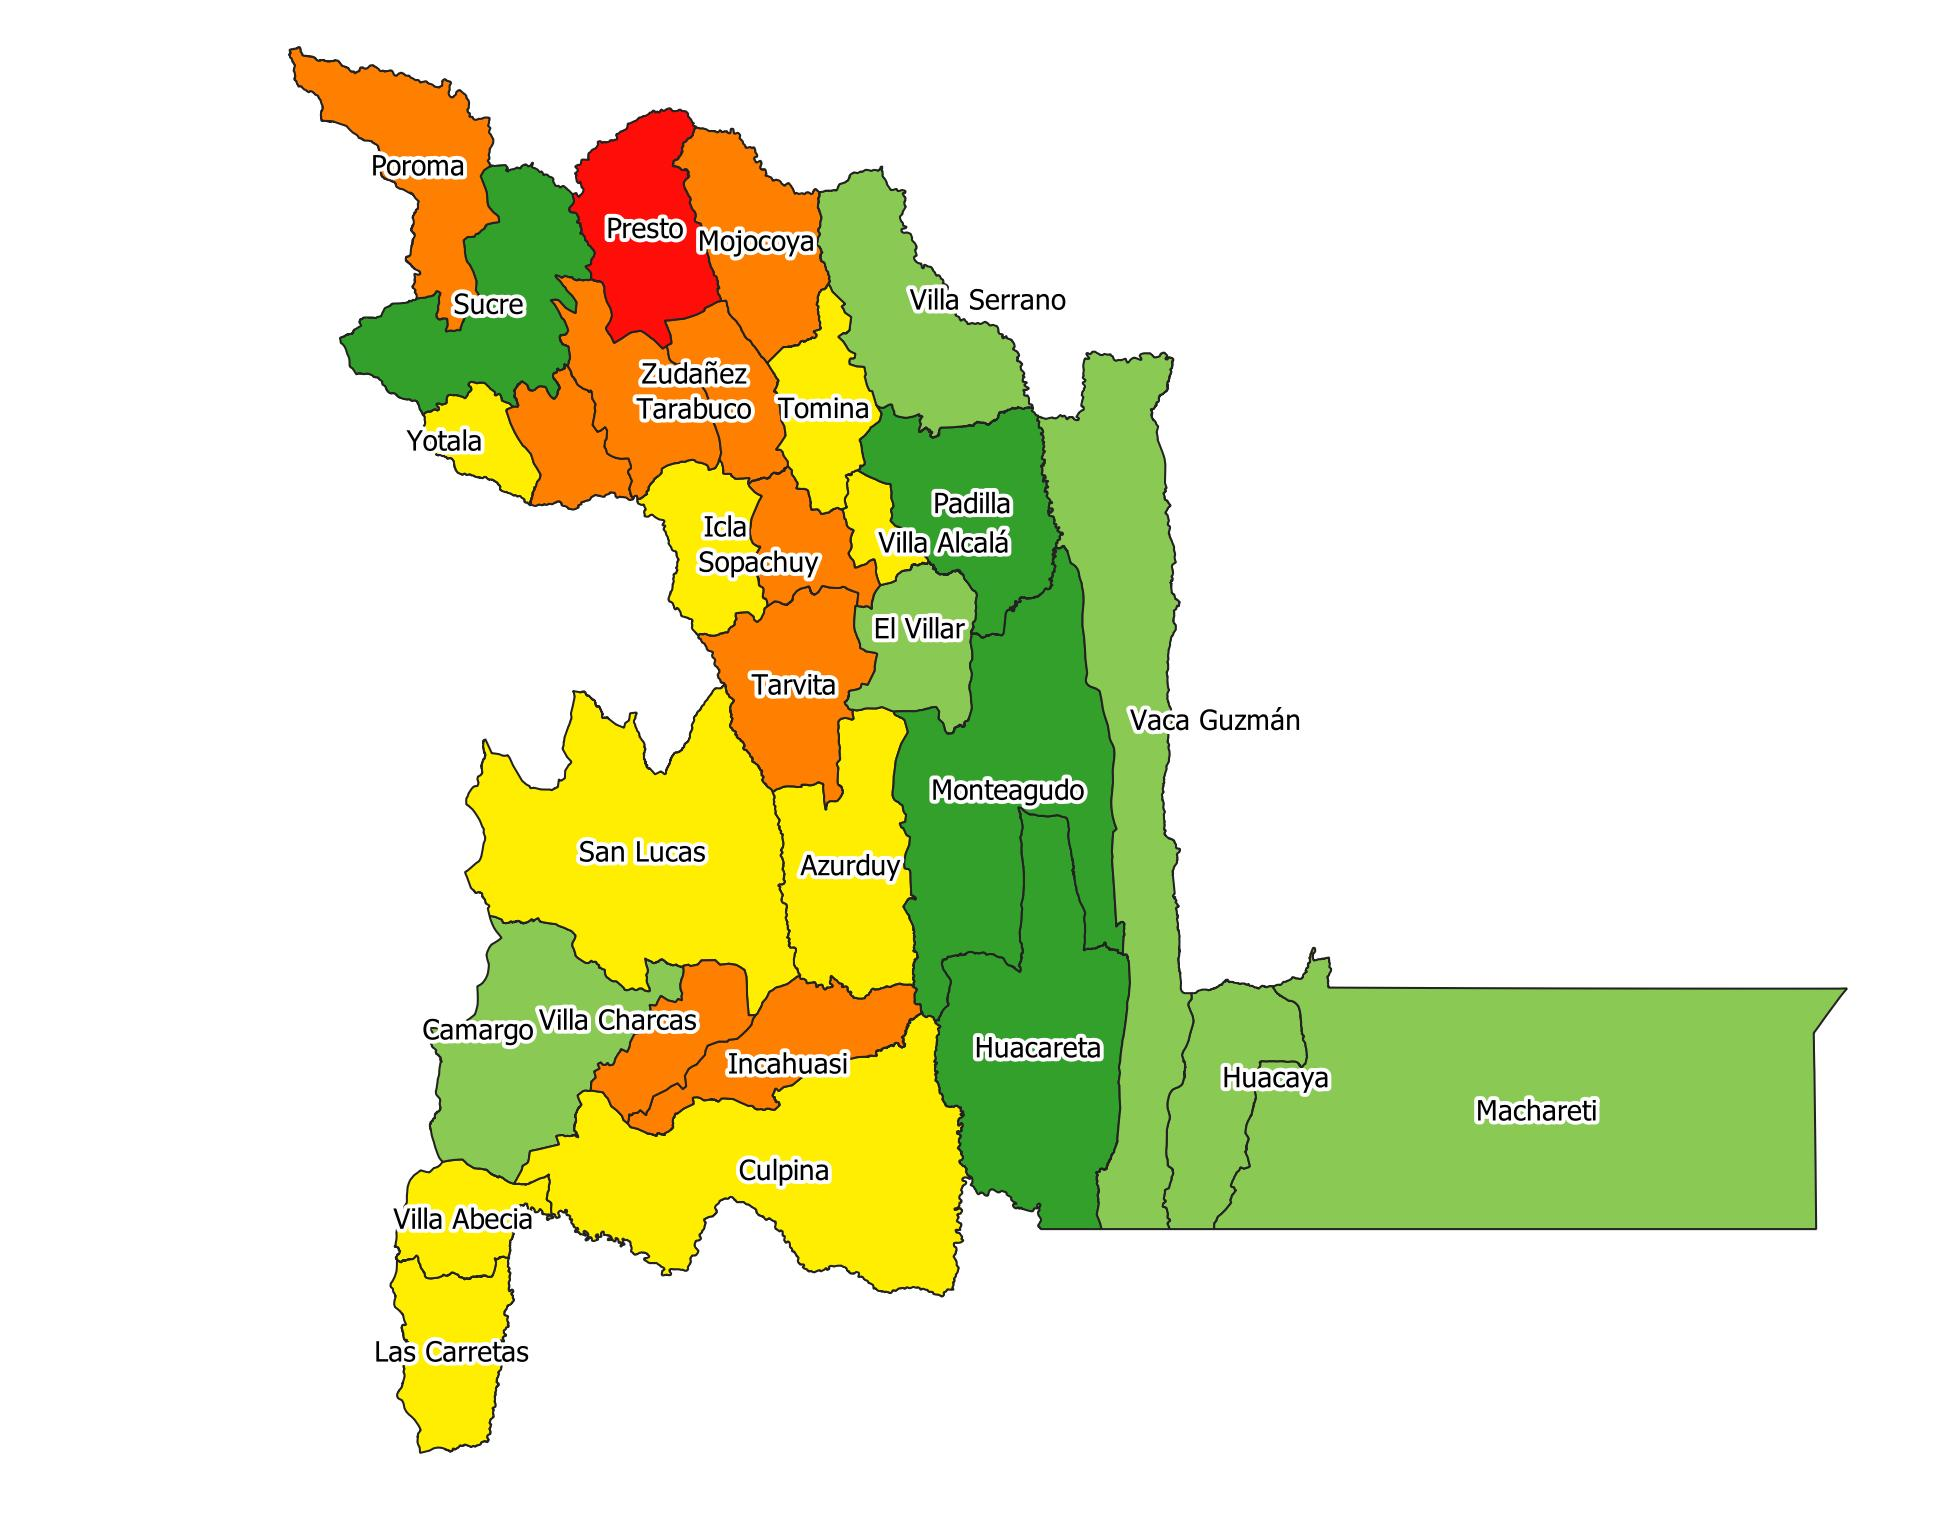 Poroma
Presto
Mojocoya
Sucre
Villa Serrano
Zudañez
Tarabuco
Tomina
Yotala
Padilla
Icla
Villa Alcalá
Sopachuy
El Villar
Tarvita
Vaca Guzmán
Monteagudo
San Lucas
Azurduy
Camargo
Villa Charcas
Huacareta
Incahuasi
Huacaya
Machareti
Culpina
Villa Abecia
Las Carretas